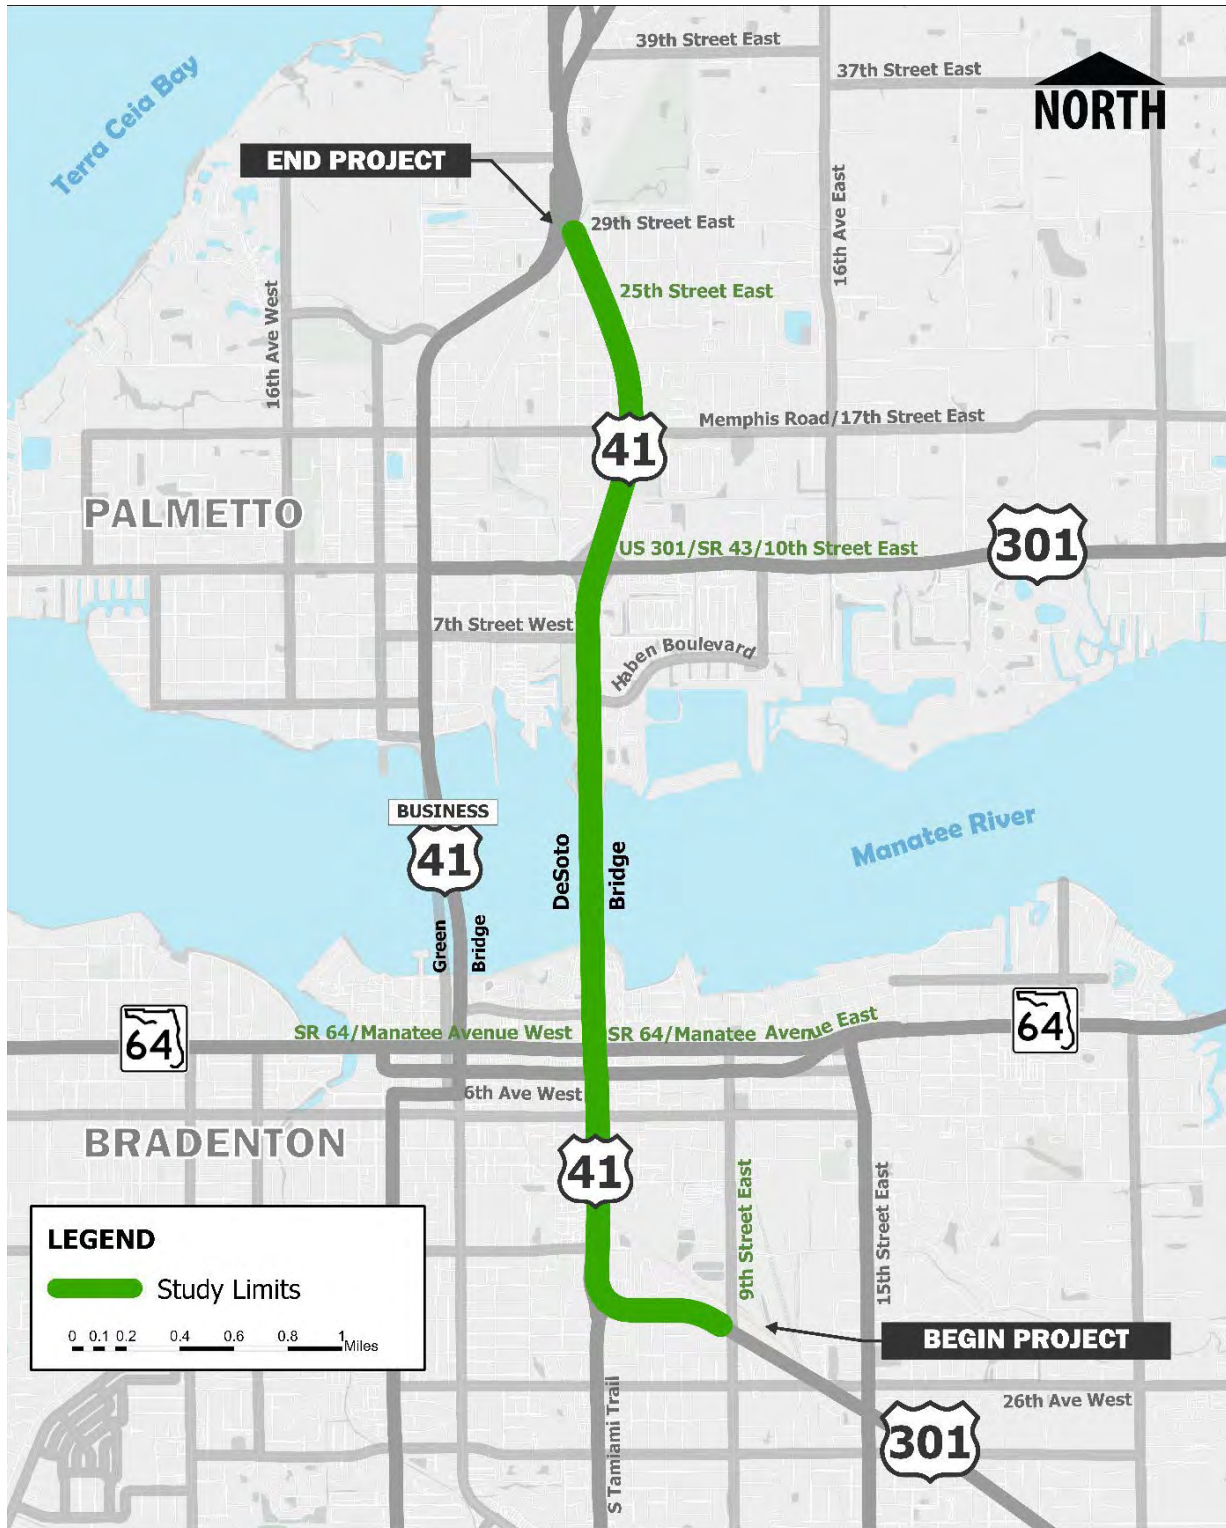 39th Street East
37th Street East
NORTH
Terra Ceia Bay
END PROJECT
16th Ave East
29th Street East
25th Street East
16th Ave West
Memphis Road/17th Street East
41
PALMETTO
US 301/SR 43/10th Street East
301
7th Street West
Haben Boulevard
BUSINESS
41
DeSoto Bridge
Manatee River
Green Bridge
64
SR 64/Manatee Avenue West
SR 64/Manatee Avenue East
64
6th Ave West
BRADENTON
41
9th Street East
15th Street East
LEGEND
Study Limits
0 0.1 0.2 0.4 0.6 0.8 1
Miles
BEGIN PROJECT
26th Ave West
S Tamiami Trail
301